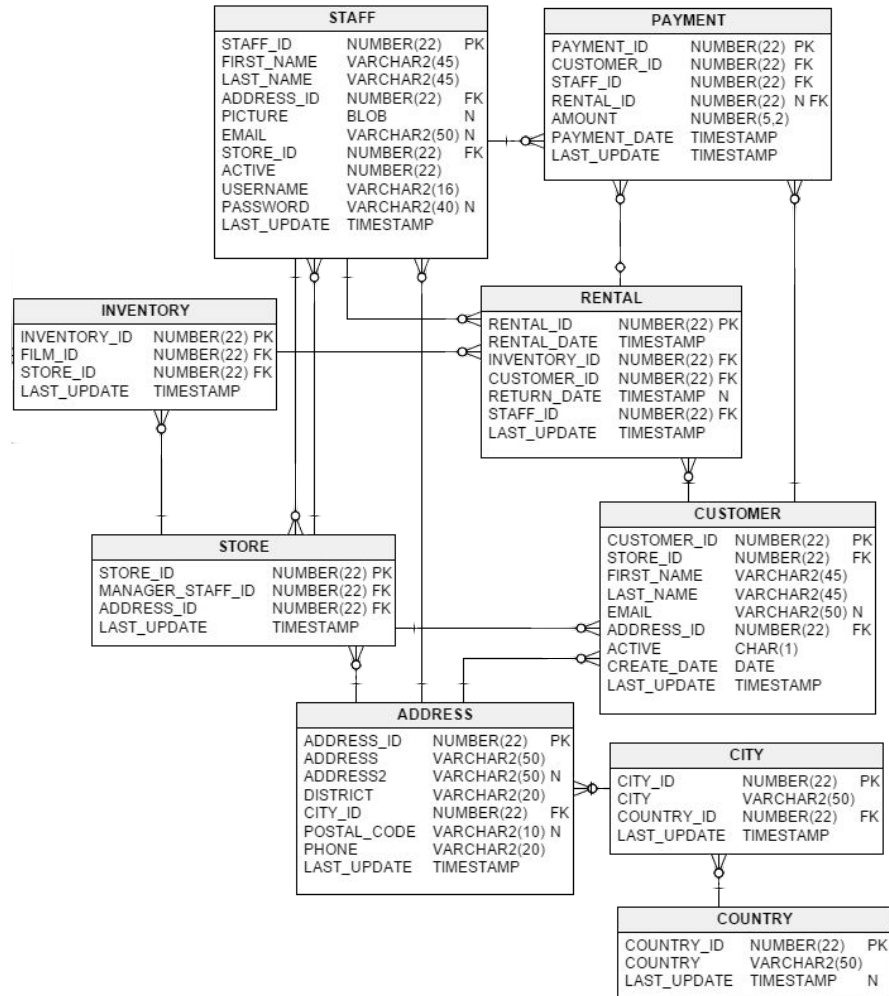 STAFF
STAFF_ID NUMBER(22) PK
FIRST_NAME VARCHAR2(45)
LAST_NAME VARCHAR2(45)
ADDRESS_ID NUMBER(22) FK
PICTURE BLOB N
EMAIL VARCHAR2(50) N
STORE_ID NUMBER(22) FK
ACTIVE NUMBER(22)
USERNAME VARCHAR2(16)
PASSWORD VARCHAR2(40) N
LAST_UPDATE TIMESTAMP
PAYMENT
PAYMENT_ID NUMBER(22) PK
CUSTOMER_ID NUMBER(22) FK
STAFF_ID NUMBER(22) FK
RENTAL_ID NUMBER(22) N FK
AMOUNT NUMBER(5,2)
PAYMENT_DATE TIMESTAMP
LAST_UPDATE TIMESTAMP
INVENTORY
INVENTORY_ID NUMBER(22) PK
FILM_ID NUMBER(22) FK
STORE_ID NUMBER(22) FK
LAST_UPDATE TIMESTAMP
RENTAL
RENTAL_ID NUMBER(22) PK
RENTAL_DATE TIMESTAMP
INVENTORY_ID NUMBER(22) FK
CUSTOMER_ID NUMBER(22) FK
RETURN_DATE TIMESTAMP N
STAFF_ID NUMBER(22) FK
LAST_UPDATE TIMESTAMP
STORE
STORE_ID NUMBER(22) PK
MANAGER_STAFF_ID NUMBER(22) FK
ADDRESS_ID NUMBER(22) FK
LAST_UPDATE TIMESTAMP
CUSTOMER
CUSTOMER_ID NUMBER(22) PK
STORE_ID NUMBER(22) FK
FIRST_NAME VARCHAR2(45)
LAST_NAME VARCHAR2(45)
EMAIL VARCHAR2(50) N
ADDRESS_ID NUMBER(22) FK
ACTIVE CHAR(1)
CREATE_DATE DATE
LAST_UPDATE TIMESTAMP
ADDRESS
ADDRESS_ID NUMBER(22) PK
ADDRESS VARCHAR2(50)
ADDRESS2 VARCHAR2(50) N
DISTRICT VARCHAR2(20)
CITY_ID NUMBER(22) FK
POSTAL_CODE VARCHAR2(10) N
PHONE VARCHAR2(20)
LAST_UPDATE TIMESTAMP
CITY
CITY_ID NUMBER(22) PK
CITY VARCHAR2(50)
COUNTRY_ID NUMBER(22) FK
LAST_UPDATE TIMESTAMP
COUNTRY
COUNTRY_ID NUMBER(22) PK
COUNTRY VARCHAR2(50)
LAST_UPDATE TIMESTAMP N